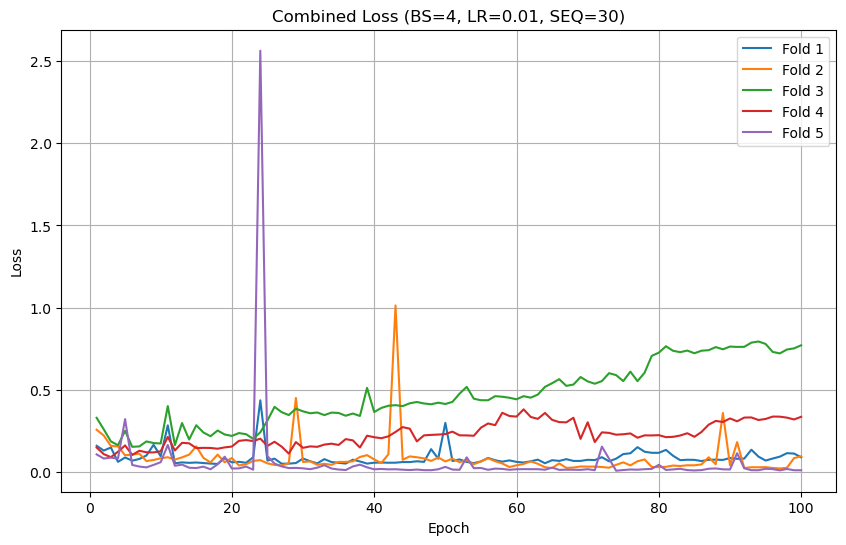 Combined Loss (BS=4, LR=0.01, SEQ=30)
Fold 1
Fold 2
Fold 3
Fold 4
Fold 5
Loss
2.5
2.0
1.5
1.0
0.5
0.0
0 20 40 60 80 100
Epoch